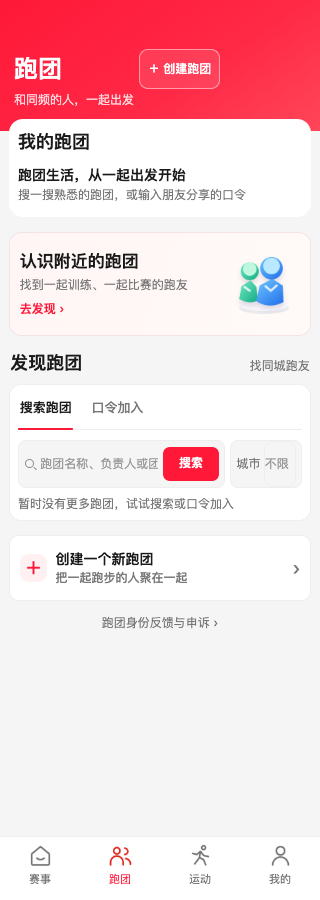 跑团
+ 创建跑团
和同频的人，一起出发
我的跑团
跑团生活，从一起出发开始
搜一搜熟悉的跑团，或输入朋友分享的口令
认识附近的跑团
找到一起训练、一起比赛的跑友
去发现 ›
发现跑团
找同城跑友
搜索跑团
口令加入
跑团名称、负责人或团
搜索
城市 不限
暂时没有更多跑团，试试搜索或口令加入
创建一个新跑团
把一起跑步的人聚在一起
跑团身份反馈与申诉 ›
赛事
跑团
运动
我的